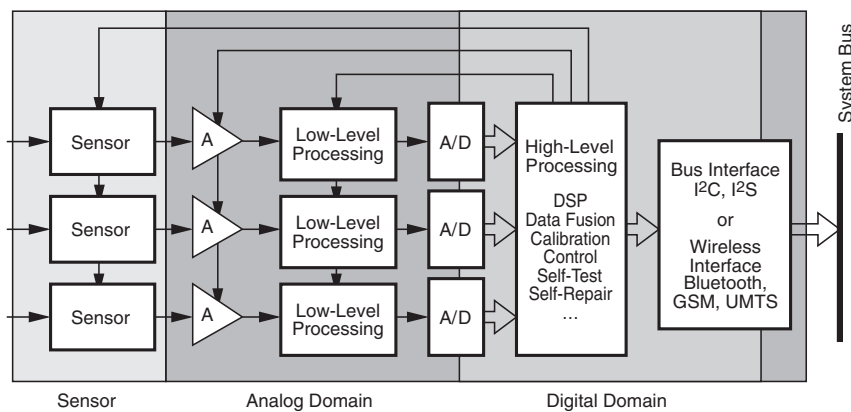 System Bus
Sensor
A
Low-Level
Processing
A/D
Sensor
A
Low-Level
Processing
A/D
Sensor
A
Low-Level
Processing
A/D
High-Level
Processing
DSP
Data Fusion
Calibration
Control
Self-Test
Self-Repair
...
Bus Interface
I²C, I²S
or
Wireless
Interface
Bluetooth,
GSM, UMTS
Sensor
Analog Domain
Digital Domain